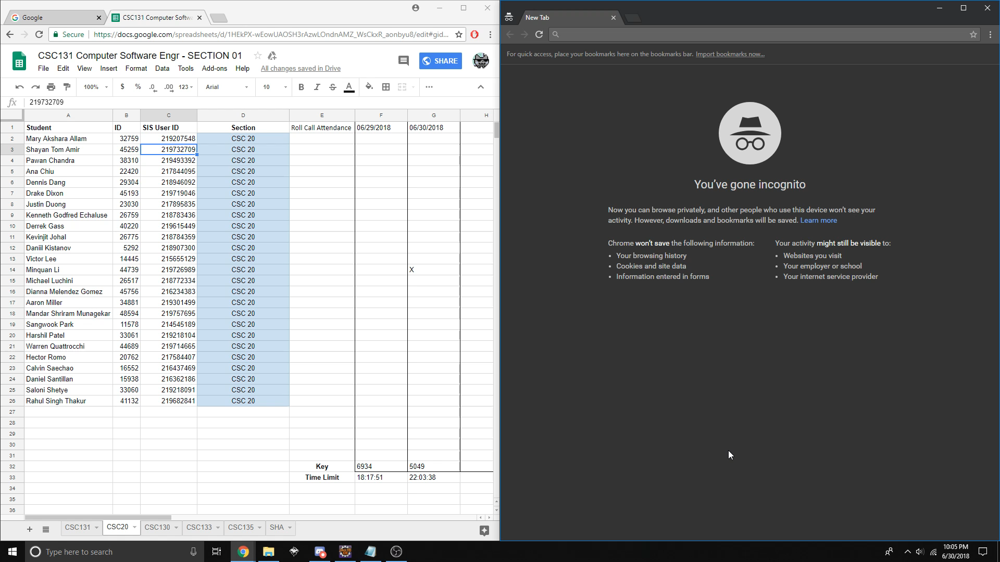 Google
CSC131 Computer Softw
Secure
https://docs.google.com/spreadsheets/d/1HEkPX-wEowUAOSH3rAzwLOndnAMZ_WsCkxR_aonbyu8/edit#gid...
CSC131 Computer Software Engr - SECTION 01
File Edit View Insert Format Data Tools Add-ons Help All changes saved in Drive
SHARE
100% $ % .0 .00 123 Arial 10 B I S A
fx 219732709
A B C D E F G H
1 Student ID SIS User ID Section Roll Call Attendance 06/29/2018 06/30/2018
2 Mary Akshara Allam 32759 219207548 CSC 20
3 Shayan Tom Amir 45259 219732709 CSC 20
4 Pawan Chandra 38310 219493392 CSC 20
5 Ana Chiu 22420 217844095 CSC 20
6 Dennis Dang 29304 218946092 CSC 20
7 Drake Dixon 45193 219719046 CSC 20
8 Justin Duong 23030 217895835 CSC 20
9 Kenneth Godfred Echaluse 26759 218783436 CSC 20
10 Derrek Gass 40220 219615449 CSC 20
11 Kevinjit Johal 26775 218784359 CSC 20
12 Daniil Kistanov 5292 218907300 CSC 20
13 Victor Lee 14445 215655129 CSC 20
14 Minquan Li 44739 219726989 CSC 20 X
15 Michael Luchini 26517 218772334 CSC 20
16 Dianna Melendez Gomez 45756 216234383 CSC 20
17 Aaron Miller 34881 219301499 CSC 20
18 Mandar Shriram Munagekar 48594 219757695 CSC 20
19 Sangwook Park 11578 214545189 CSC 20
20 Harshil Patel 33061 219218104 CSC 20
21 Warren Quattrocchi 44689 219714665 CSC 20
22 Hector Romo 20762 217584407 CSC 20
23 Calvin Saechao 16552 216437469 CSC 20
24 Daniel Santillan 15938 216362186 CSC 20
25 Saloni Shetye 33060 219218091 CSC 20
26 Rahul Singh Thakur 41132 219682841 CSC 20
27
28
29
30
31
32 Key 6934 5049
33 Time Limit 18:17:51 22:03:38
34
35
36
CSC131 CSC20 CSC130 CSC133 CSC135 SHA
New Tab
For quick access, place your bookmarks here on the bookmarks bar. Import bookmarks now...
You've gone incognito
Now you can browse privately, and other people who use this device won't see your
activity. However, downloads and bookmarks will be saved. Learn more
Chrome won't save the following information:
• Your browsing history
• Cookies and site data
• Information entered in forms
Your activity might still be visible to:
• Websites you visit
• Your employer or school
• Your internet service provider
Type here to search
10:05 PM
6/30/2018